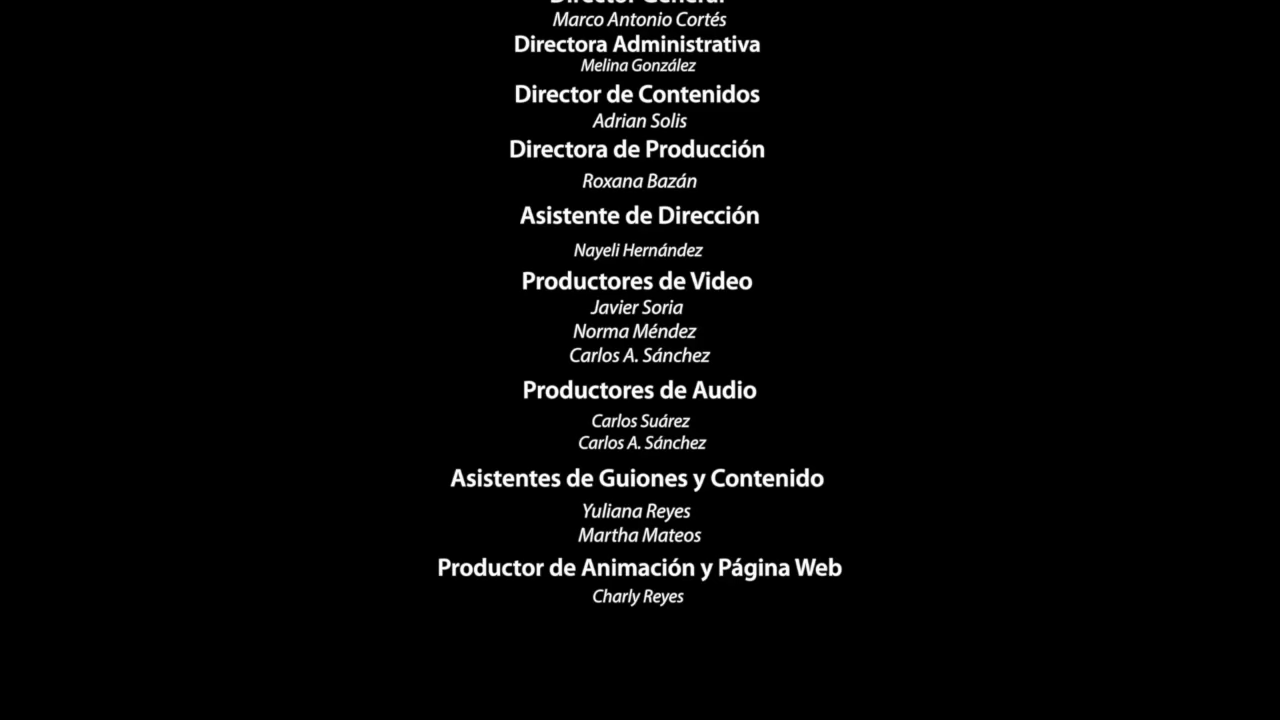 Director General
Marco Antonio Cortés
Directora Administrativa
Melina González
Director de Contenidos
Adrian Solis
Directora de Producción
Roxana Bazán
Asistente de Dirección
Nayeli Hernández
Productores de Video
Javier Soria
Norma Méndez
Carlos A. Sánchez
Productores de Audio
Carlos Suárez
Carlos A. Sánchez
Asistentes de Guiones y Contenido
Yuliana Reyes
Martha Mateos
Productor de Animación y Página Web
Charly Reyes